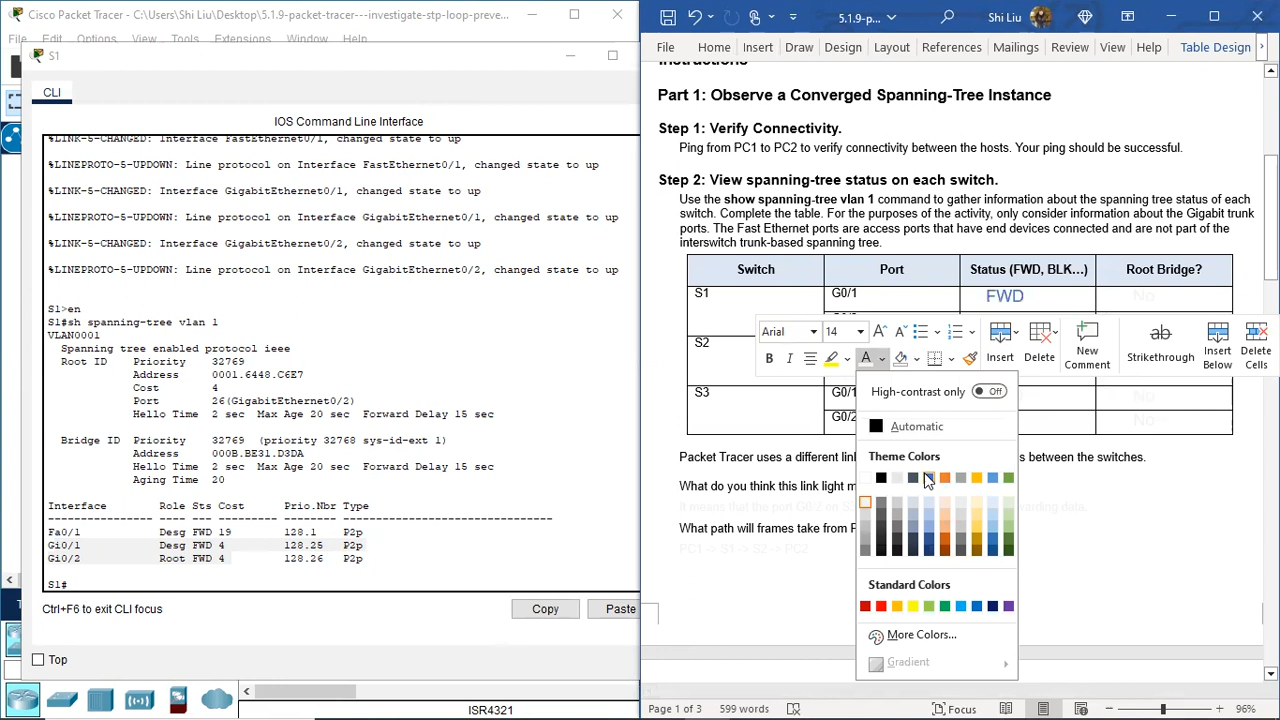 Cisco Packet Tracer - C:\Users\Shi Liu\Desktop\5.1.9-packet-tracer---investigate-stp-loop-preve...
File Edit Options View Tools Extensions Window Help
S1
CLI
IOS Command Line Interface
%LINK-5-CHANGED: Interface FastEthernet0/1, changed state to up
%LINEPROTO-5-UPDOWN: Line protocol on Interface FastEthernet0/1, changed state to up
%LINK-5-CHANGED: Interface GigabitEthernet0/1, changed state to up
%LINEPROTO-5-UPDOWN: Line protocol on Interface GigabitEthernet0/1, changed state to up
%LINK-5-CHANGED: Interface GigabitEthernet0/2, changed state to up
%LINEPROTO-5-UPDOWN: Line protocol on Interface GigabitEthernet0/2, changed state to up
S1>en
S1#sh spanning-tree vlan 1
VLAN0001
Spanning tree enabled protocol ieee
Root ID Priority 32769
Address 0001.6448.C6E7
Cost 4
Port 26(GigabitEthernet0/2)
Hello Time 2 sec Max Age 20 sec Forward Delay 15 sec
Bridge ID Priority 32769 (priority 32768 sys-id-ext 1)
Address 000B.BE31.D3DA
Hello Time 2 sec Max Age 20 sec Forward Delay 15 sec
Aging Time 20
Interface Role Sts Cost Prio.Nbr Type
---------------- ---- --- --------- -------- --------------------------------
Fa0/1 Desg FWD 19 128.1 P2p
Gi0/1 Desg FWD 4 128.25 P2p
Gi0/2 Root FWD 4 128.26 P2p
S1#
Ctrl+F6 to exit CLI focus
Copy
Paste
Top
ISR4321
5.1.9-pa...
Shi Liu
File Home Insert Draw Design Layout References Mailings Review View Help Table Design
Instructions
Part 1: Observe a Converged Spanning-Tree Instance
Step 1: Verify Connectivity.
Ping from PC1 to PC2 to verify connectivity between the hosts. Your ping should be successful.
Step 2: View spanning-tree status on each switch.
Use the show spanning-tree vlan 1 command to gather information about the spanning tree status of each
switch. Complete the table. For the purposes of the activity, only consider information about the Gigabit trunk
ports. The Fast Ethernet ports are access ports that have end devices connected and are not part of the
interswitch trunk-based spanning tree.
Switch Port Status (FWD, BLK...) Root Bridge?
S1 G0/1 FWD No
S2
S3 G0/1 No
G0/2 No
Arial 14
Insert Delete New Comment Strikethrough Insert Below Delete Cells
High-contrast only Off
Automatic
Theme Colors
Standard Colors
More Colors...
Gradient
Packet Tracer uses a different lin
s between the switches.
What do you think this link light m
It means that the port G0/2 on S
warding data.
What path will frames take from P
PC1 -> S1 -> S2 -> PC2
Page 1 of 3 599 words Focus 96%